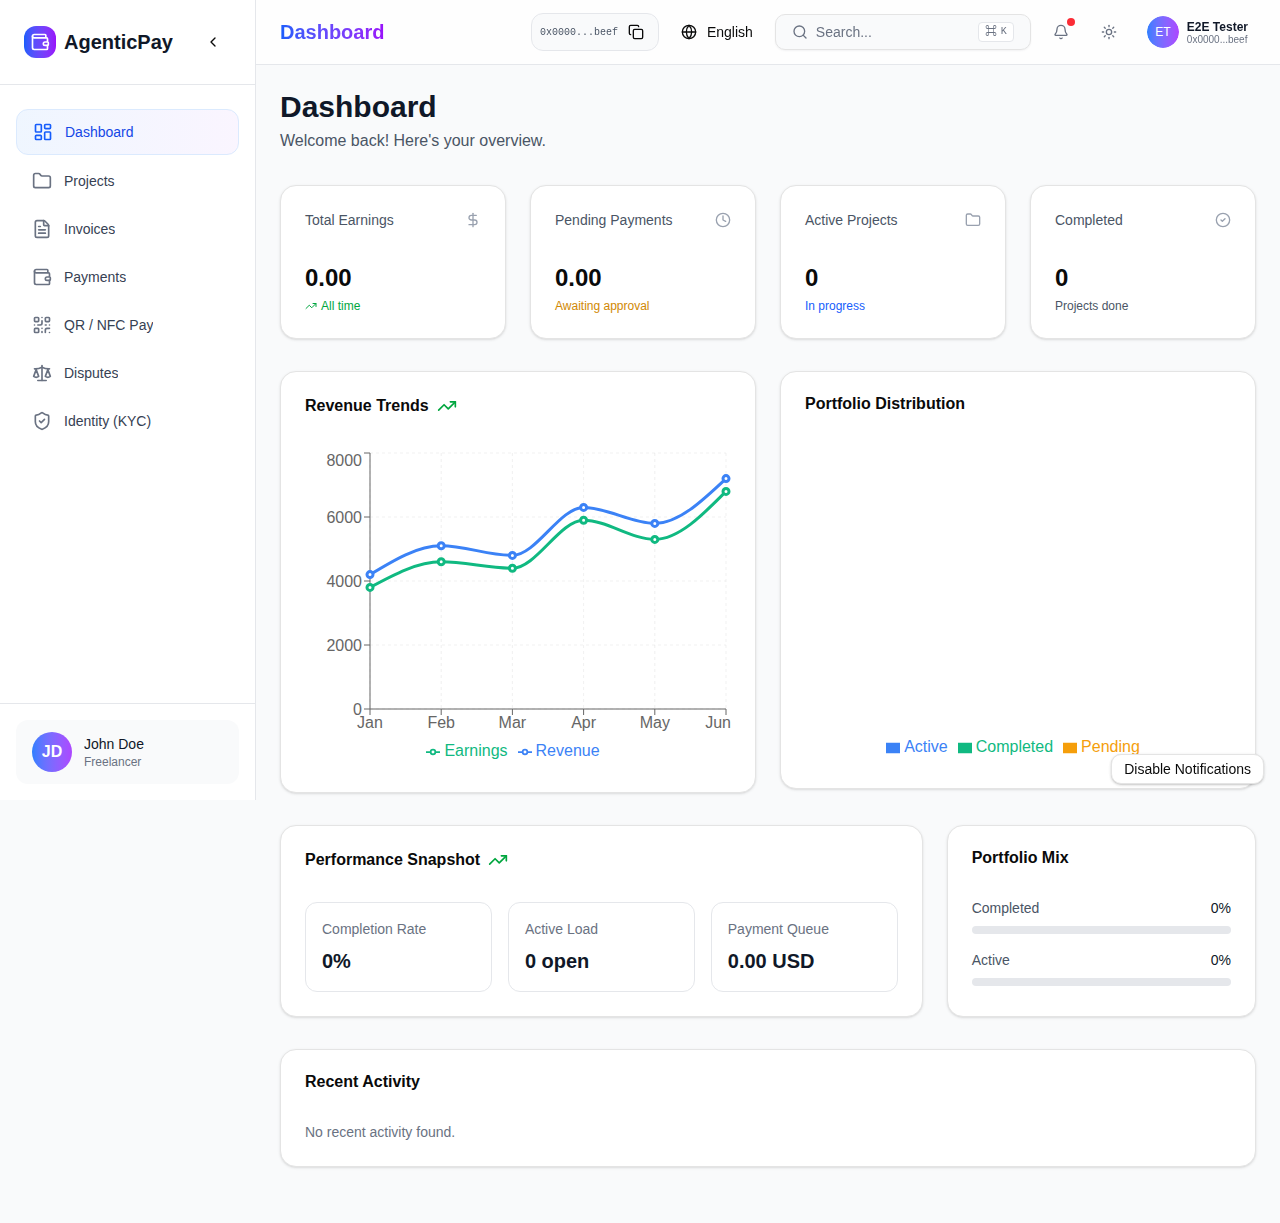 AgenticPay
Dashboard
Projects
Invoices
Payments
QR / NFC Pay
Disputes
Identity (KYC)
JD
John Doe
Freelancer
Dashboard
0x0000...beef
English
Search...
⌘ K
ET
E2E Tester
0x0000...beef
Dashboard
Welcome back! Here's your overview.
Total Earnings
0.00
All time
Pending Payments
0.00
Awaiting approval
Active Projects
0
In progress
Completed
0
Projects done
Revenue Trends
8000
6000
4000
2000
0
Jan Feb Mar Apr May Jun
Earnings Revenue
Portfolio Distribution
Active Completed Pending
Disable Notifications
Performance Snapshot
Completion Rate
0%
Active Load
0 open
Payment Queue
0.00 USD
Portfolio Mix
Completed 0%
Active 0%
Recent Activity
No recent activity found.